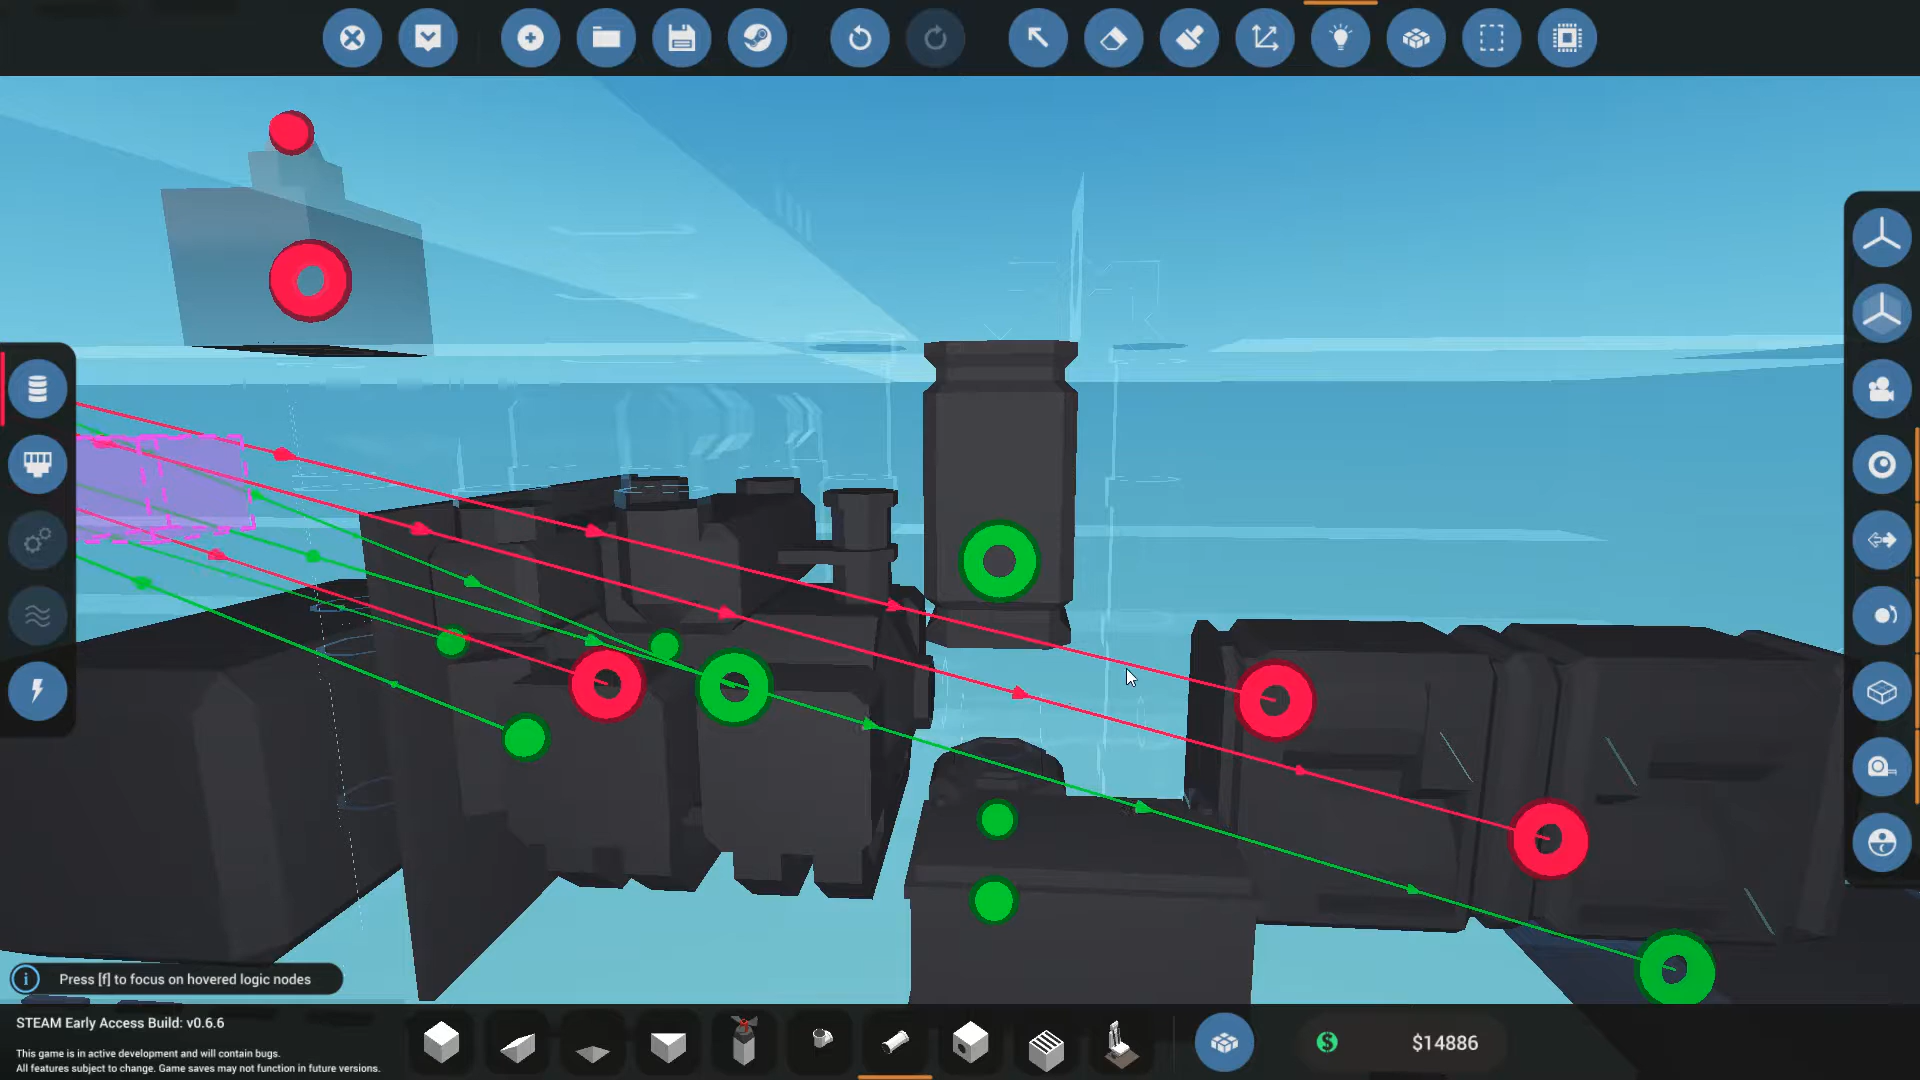 Press [f] to focus on hovered logic nodes
STEAM Early Access Build: v0.6.6
This game is in active development and will contain bugs.
All features subject to change. Game saves may not function in future versions.
$14886